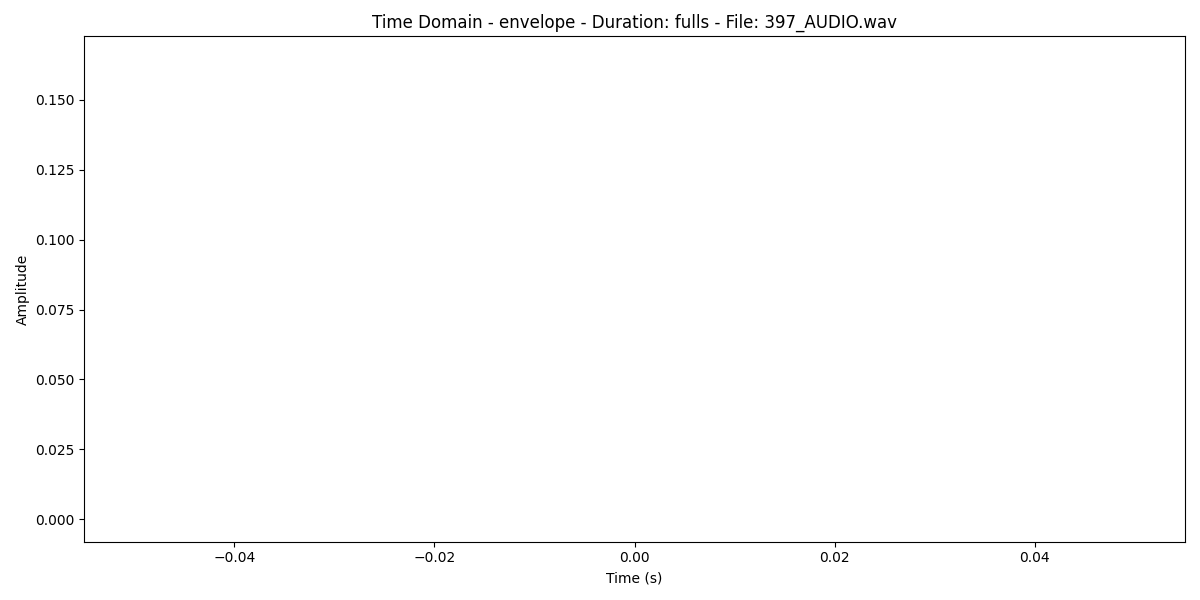 Time Domain - envelope - Duration: fulls - File: 397_AUDIO.wav
0.150
0.125
0.100
0.075
0.050
0.025
0.000
Amplitude
−0.04 −0.02 0.00 0.02 0.04
Time (s)